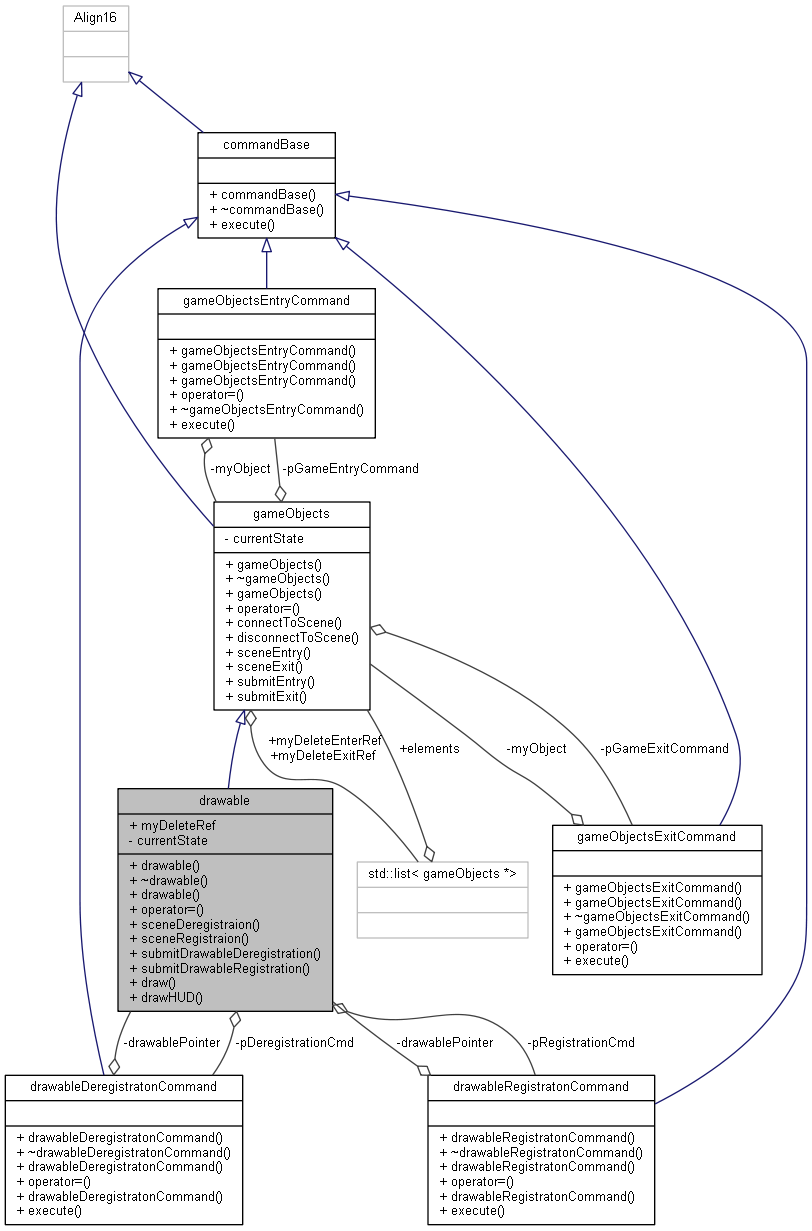 Align16
commandBase
+ commandBase()
+ ~commandBase()
+ execute()
gameObjectsEntryCommand
+ gameObjectsEntryCommand()
+ gameObjectsEntryCommand()
+ gameObjectsEntryCommand()
+ operator=()
+ ~gameObjectsEntryCommand()
+ execute()
-myObject
-pGameEntryCommand
gameObjects
- currentState
+ gameObjects()
+ ~gameObjects()
+ gameObjects()
+ operator=()
+ connectToScene()
+ disconnectToScene()
+ sceneEntry()
+ sceneExit()
+ submitEntry()
+ submitExit()
+myDeleteEnterRef
+myDeleteExitRef
+elements
-myObject
-pGameExitCommand
drawable
+ myDeleteRef
- currentState
+ drawable()
+ ~drawable()
+ drawable()
+ operator=()
+ sceneDeregistraion()
+ sceneRegistraion()
+ submitDrawableDeregistration()
+ submitDrawableRegistration()
+ draw()
+ drawHUD()
std::list< gameObjects *>
gameObjectsExitCommand
+ gameObjectsExitCommand()
+ gameObjectsExitCommand()
+ ~gameObjectsExitCommand()
+ gameObjectsExitCommand()
+ operator=()
+ execute()
-drawablePointer
-pDeregistrationCmd
-drawablePointer
-pRegistrationCmd
drawableDeregistratonCommand
+ drawableDeregistratonCommand()
+ ~drawableDeregistratonCommand()
+ drawableDeregistratonCommand()
+ operator=()
+ drawableDeregistratonCommand()
+ execute()
drawableRegistratonCommand
+ drawableRegistratonCommand()
+ ~drawableRegistratonCommand()
+ drawableRegistratonCommand()
+ operator=()
+ drawableRegistratonCommand()
+ execute()